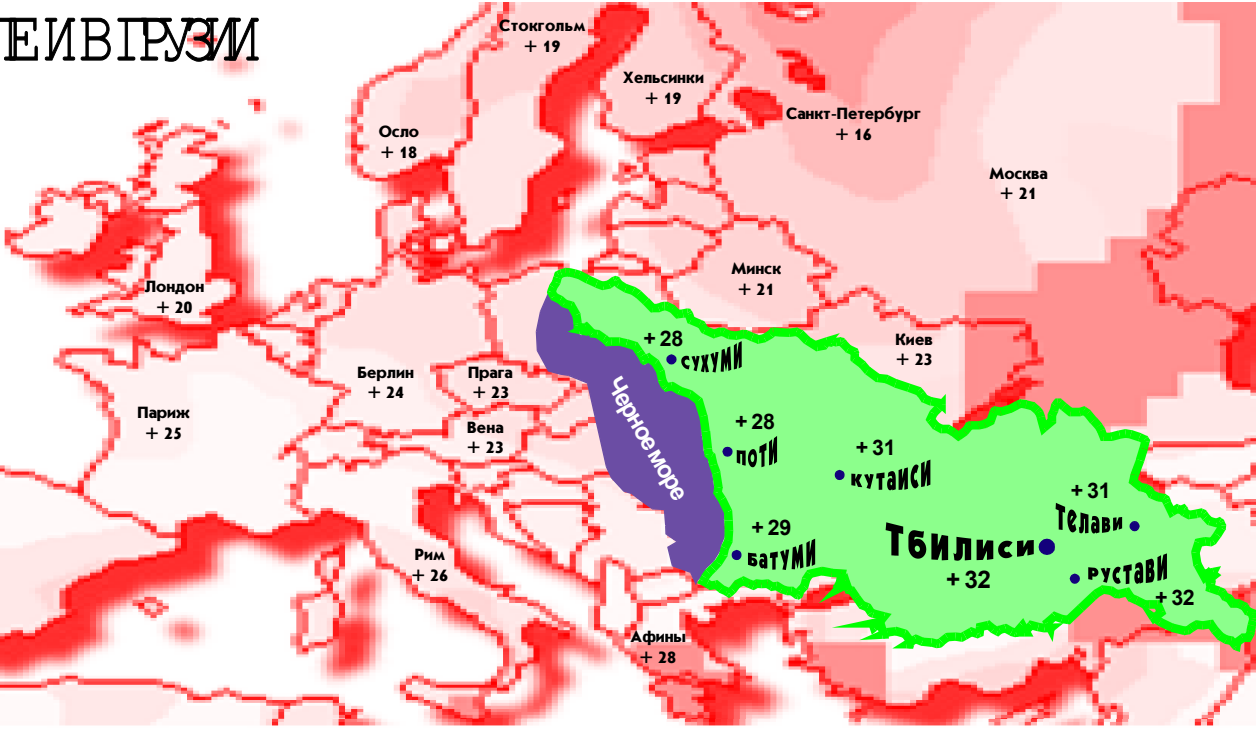 Е И В ГРУЗИИ
Стокгольм
+ 19
Хельсинки
+ 19
Санкт-Петербург
+ 16
Осло
+ 18
Москва
+ 21
Минск
+ 21
Лондон
+ 20
Киев
+ 23
+ 28
СУХУМИ
Берлин
+ 24
Прага
+ 23
Париж
+ 25
Вена
+ 23
Черное море
+ 28
ПОТИ
+ 31
КУТАИСИ
+ 31
Телави
+ 29
БАТУМИ
Тбилиси
+ 32
РУСТАВИ
+ 32
Рим
+ 26
Афины
+ 28